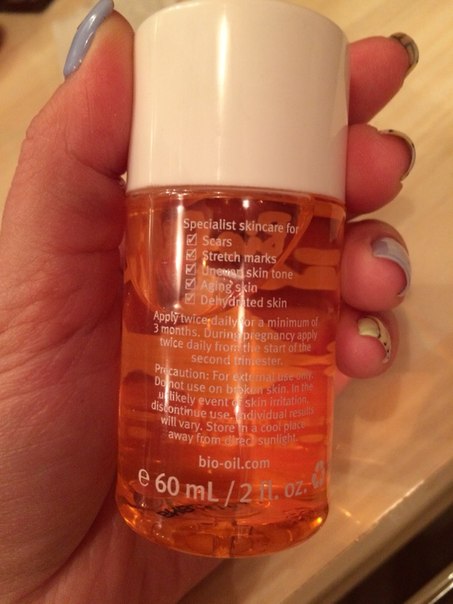 Specialist skincare for
☑ Scars
☑ Stretch marks
☑ Uneven skin tone
☑ Aging skin
☑ Dehydrated skin
Apply twice daily for a minimum of
3 months. During pregnancy apply
twice daily from the start of the
second trimester.
Precaution: For external use only.
Do not use on broken skin. In the
unlikely event of skin irritation,
discontinue use. Individual results
will vary. Store in a cool place
away from direct sunlight.
bio-oil.com
e 60 mL / 2 fl. oz.